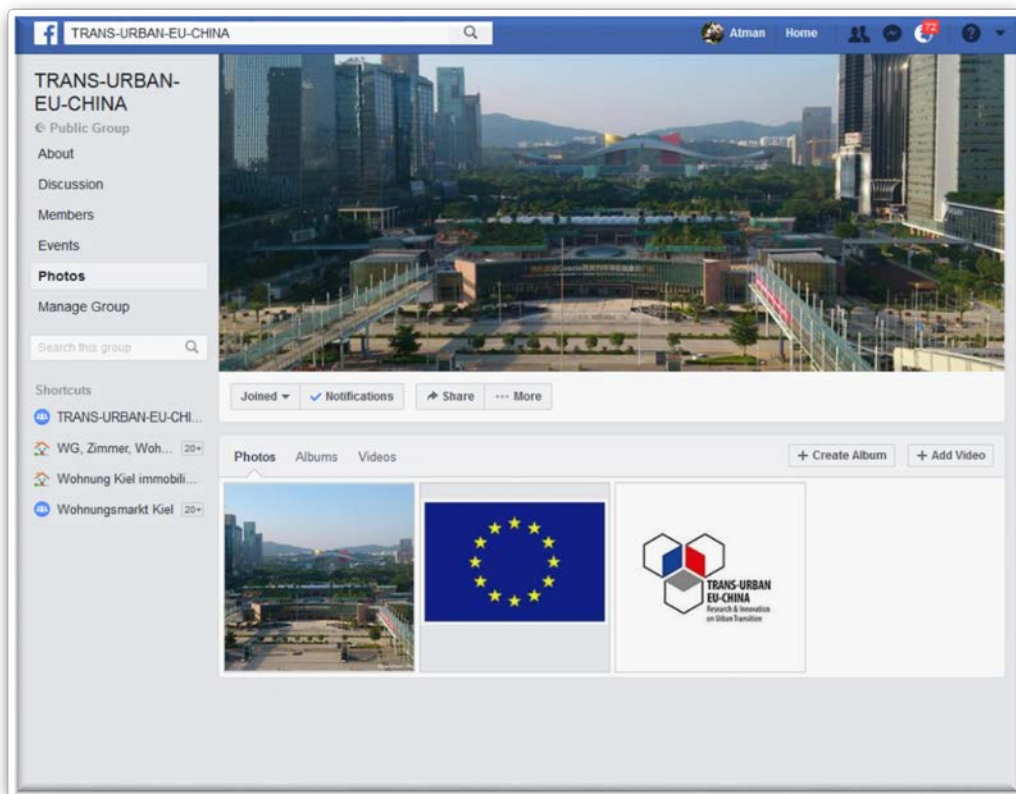 TRANS-URBAN-EU-CHINA
Atman
Home
72
TRANS-URBAN-
EU-CHINA
Public Group
About
Discussion
Members
Events
Photos
Manage Group
Search this group
Shortcuts
TRANS-URBAN-EU-CHI...
WG, Zimmer, Woh... 20+
Wohnung Kiel immobili...
Wohnungsmarkt Kiel 20+
Joined
Notifications
Share
More
Photos
Albums
Videos
+ Create Album
+ Add Video
TRANS-URBAN
EU-CHINA
Research & Innovation
on Urban Transition